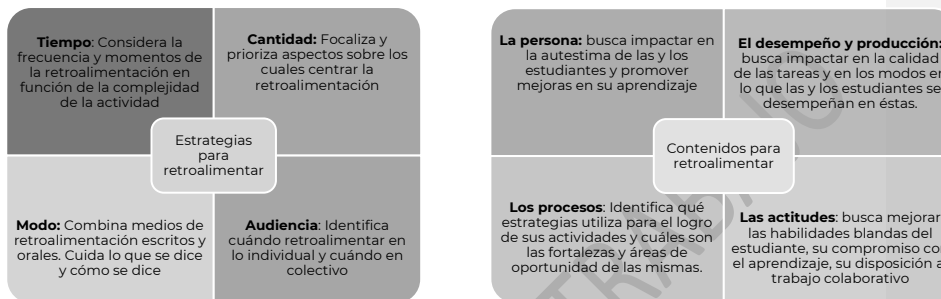 Tiempo: Considera la
frecuencia y momentos de
la retroalimentación en
función de la complejidad
de la actividad
Cantidad: Focaliza y
prioriza aspectos sobre los
cuales centrar la
retroalimentación
Estrategias
para
retroalimentar
Modo: Combina medios de
retroalimentación escritos y
orales. Cuida lo que se dice
y cómo se dice
Audiencia: Identifica
cuándo retroalimentar en
lo individual y cuándo en
colectivo
La persona: busca impactar en
la autestima de las y los
estudiantes y promover
mejoras en su aprendizaje
El desempeño y producción:
busca impactar en la calidad
de las tareas y en los modos en
lo que las y los estudiantes se
desempeñan en éstas.
Contenidos para
retroalimentar
Los procesos: Identifica qué
estrategias utiliza para el logro
de sus actividades y cuáles son
las fortalezas y áreas de
oportunidad de las mismas.
Las actitudes: busca mejorar
las habilidades blandas del
estudiante, su compromiso con
el aprendizaje, su disposición a
trabajo colaborativo